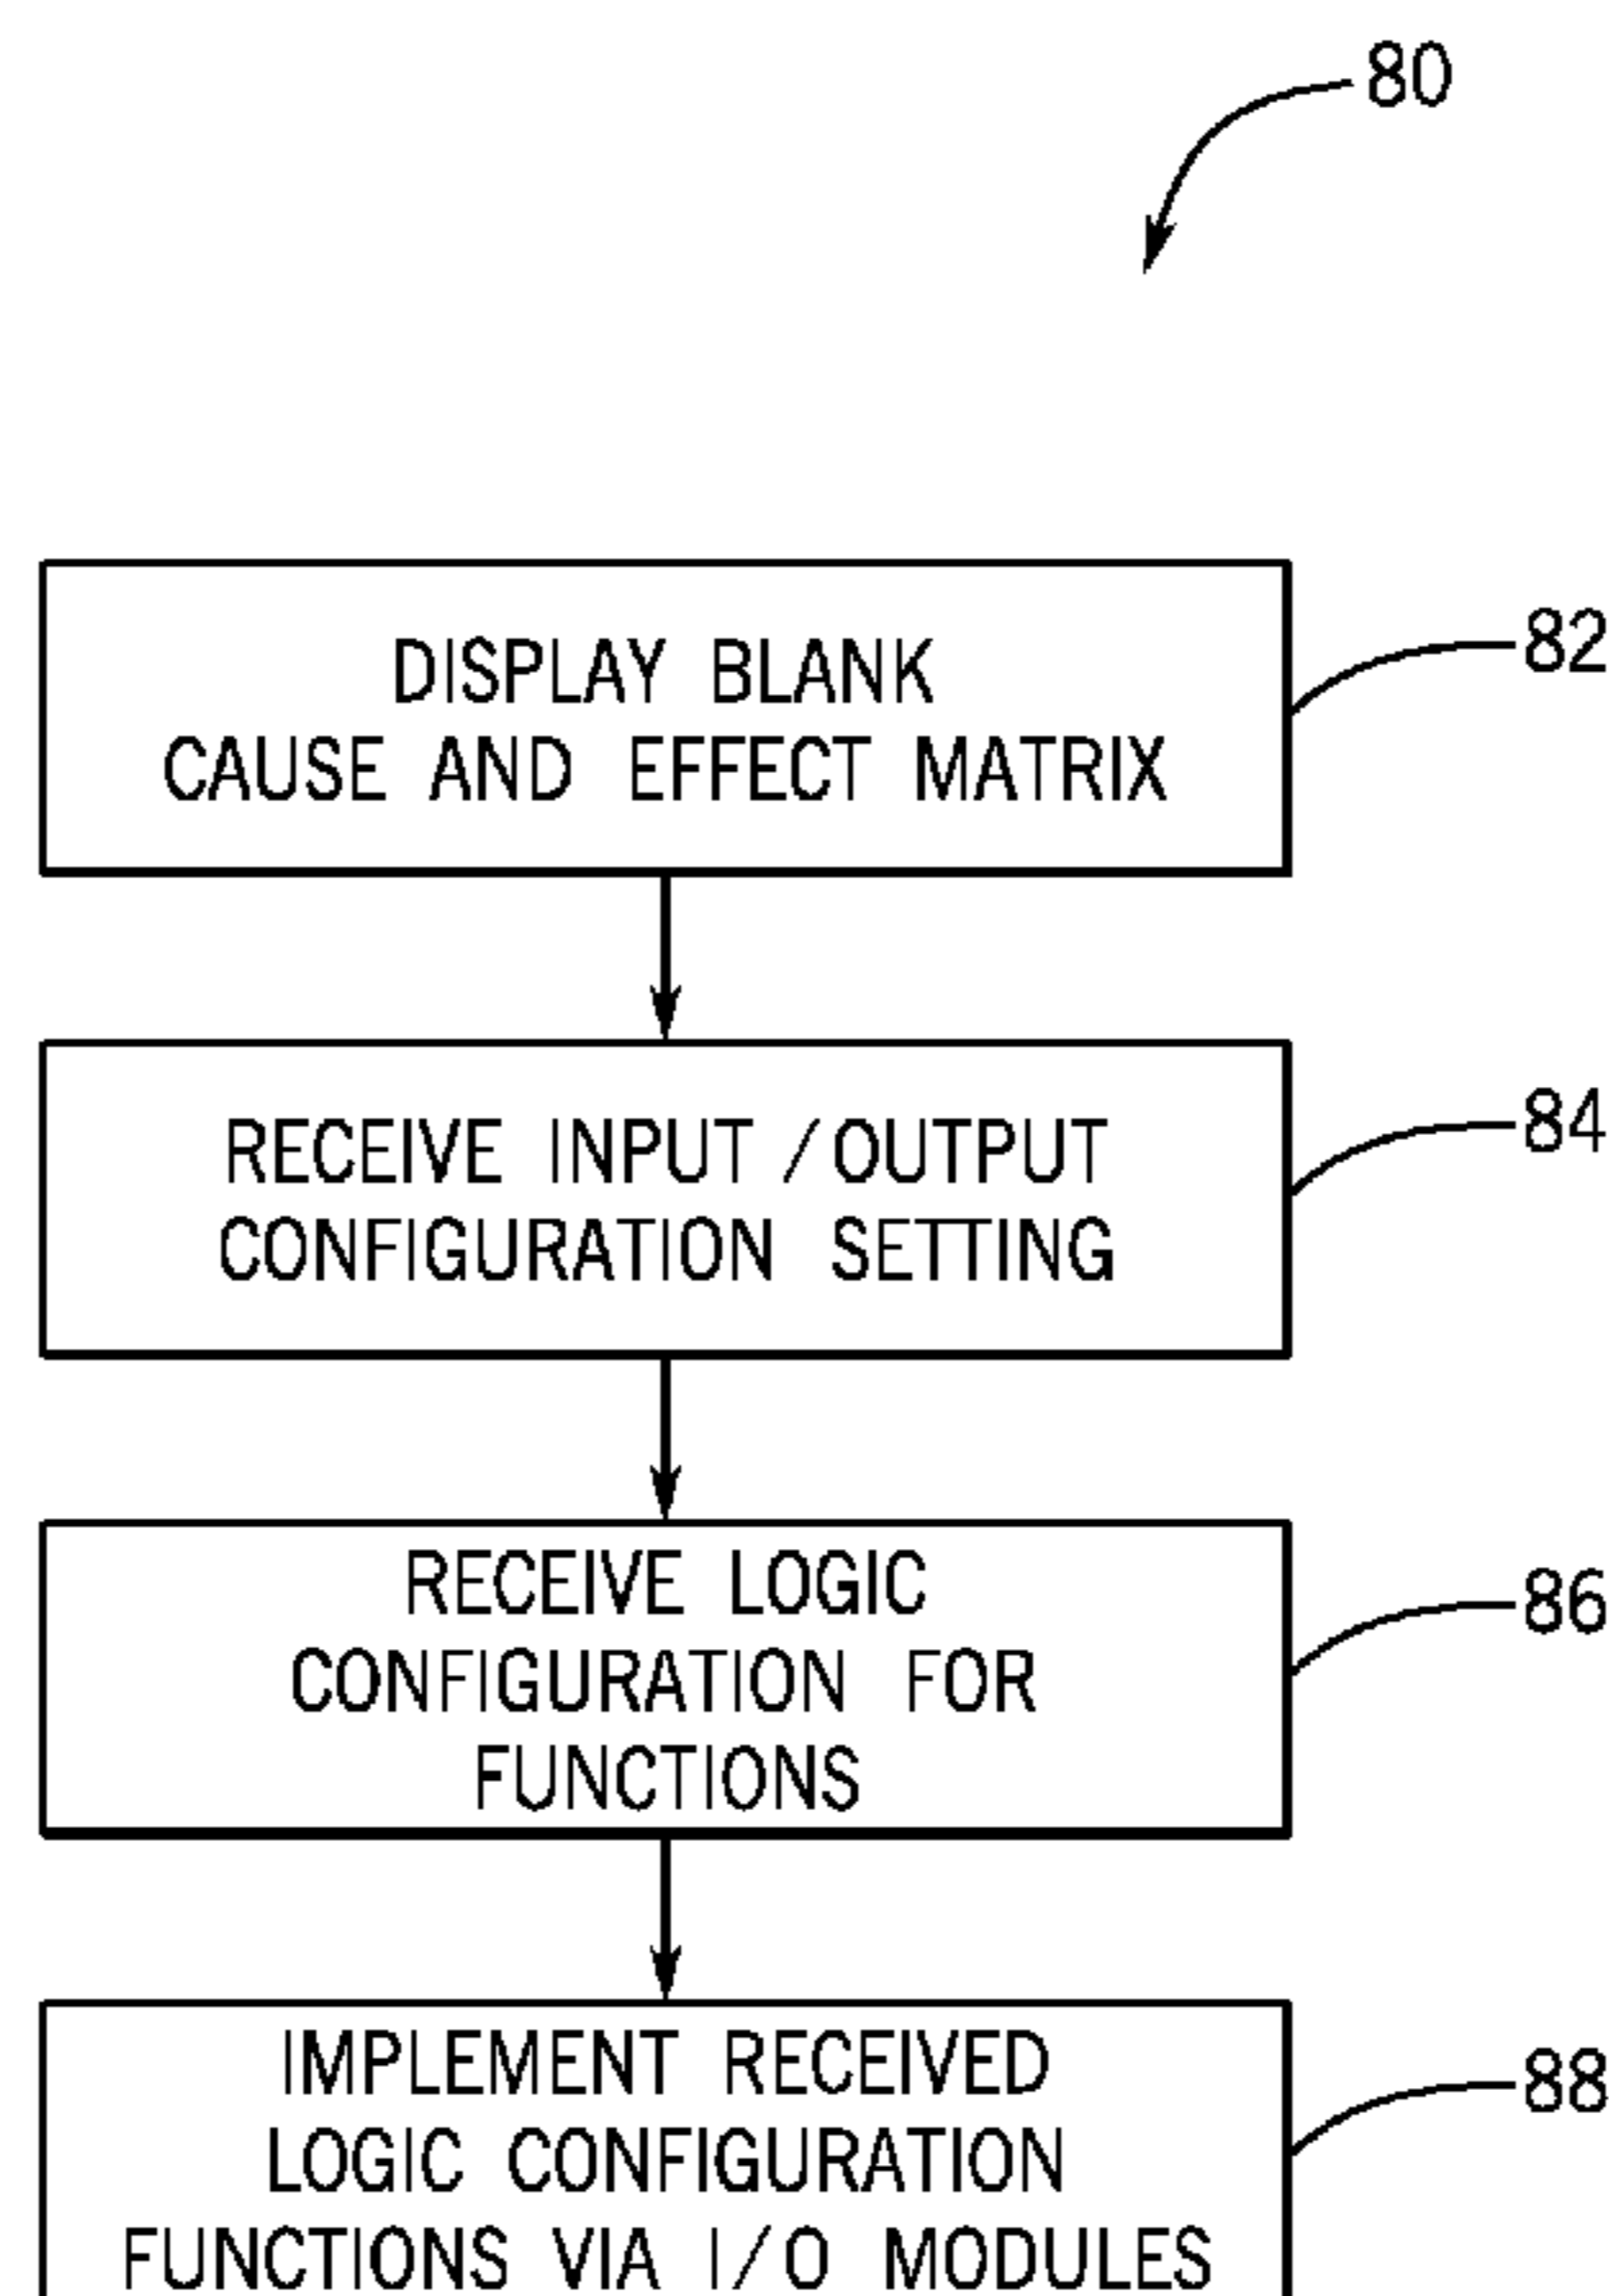 80
DISPLAY BLANK
CAUSE AND EFFECT MATRIX
82
RECEIVE INPUT /OUTPUT
CONFIGURATION SETTING
84
RECEIVE LOGIC
CONFIGURATION FOR
FUNCTIONS
86
IMPLEMENT RECEIVED
LOGIC CONFIGURATION
FUNCTIONS VIA I/O MODULES
88